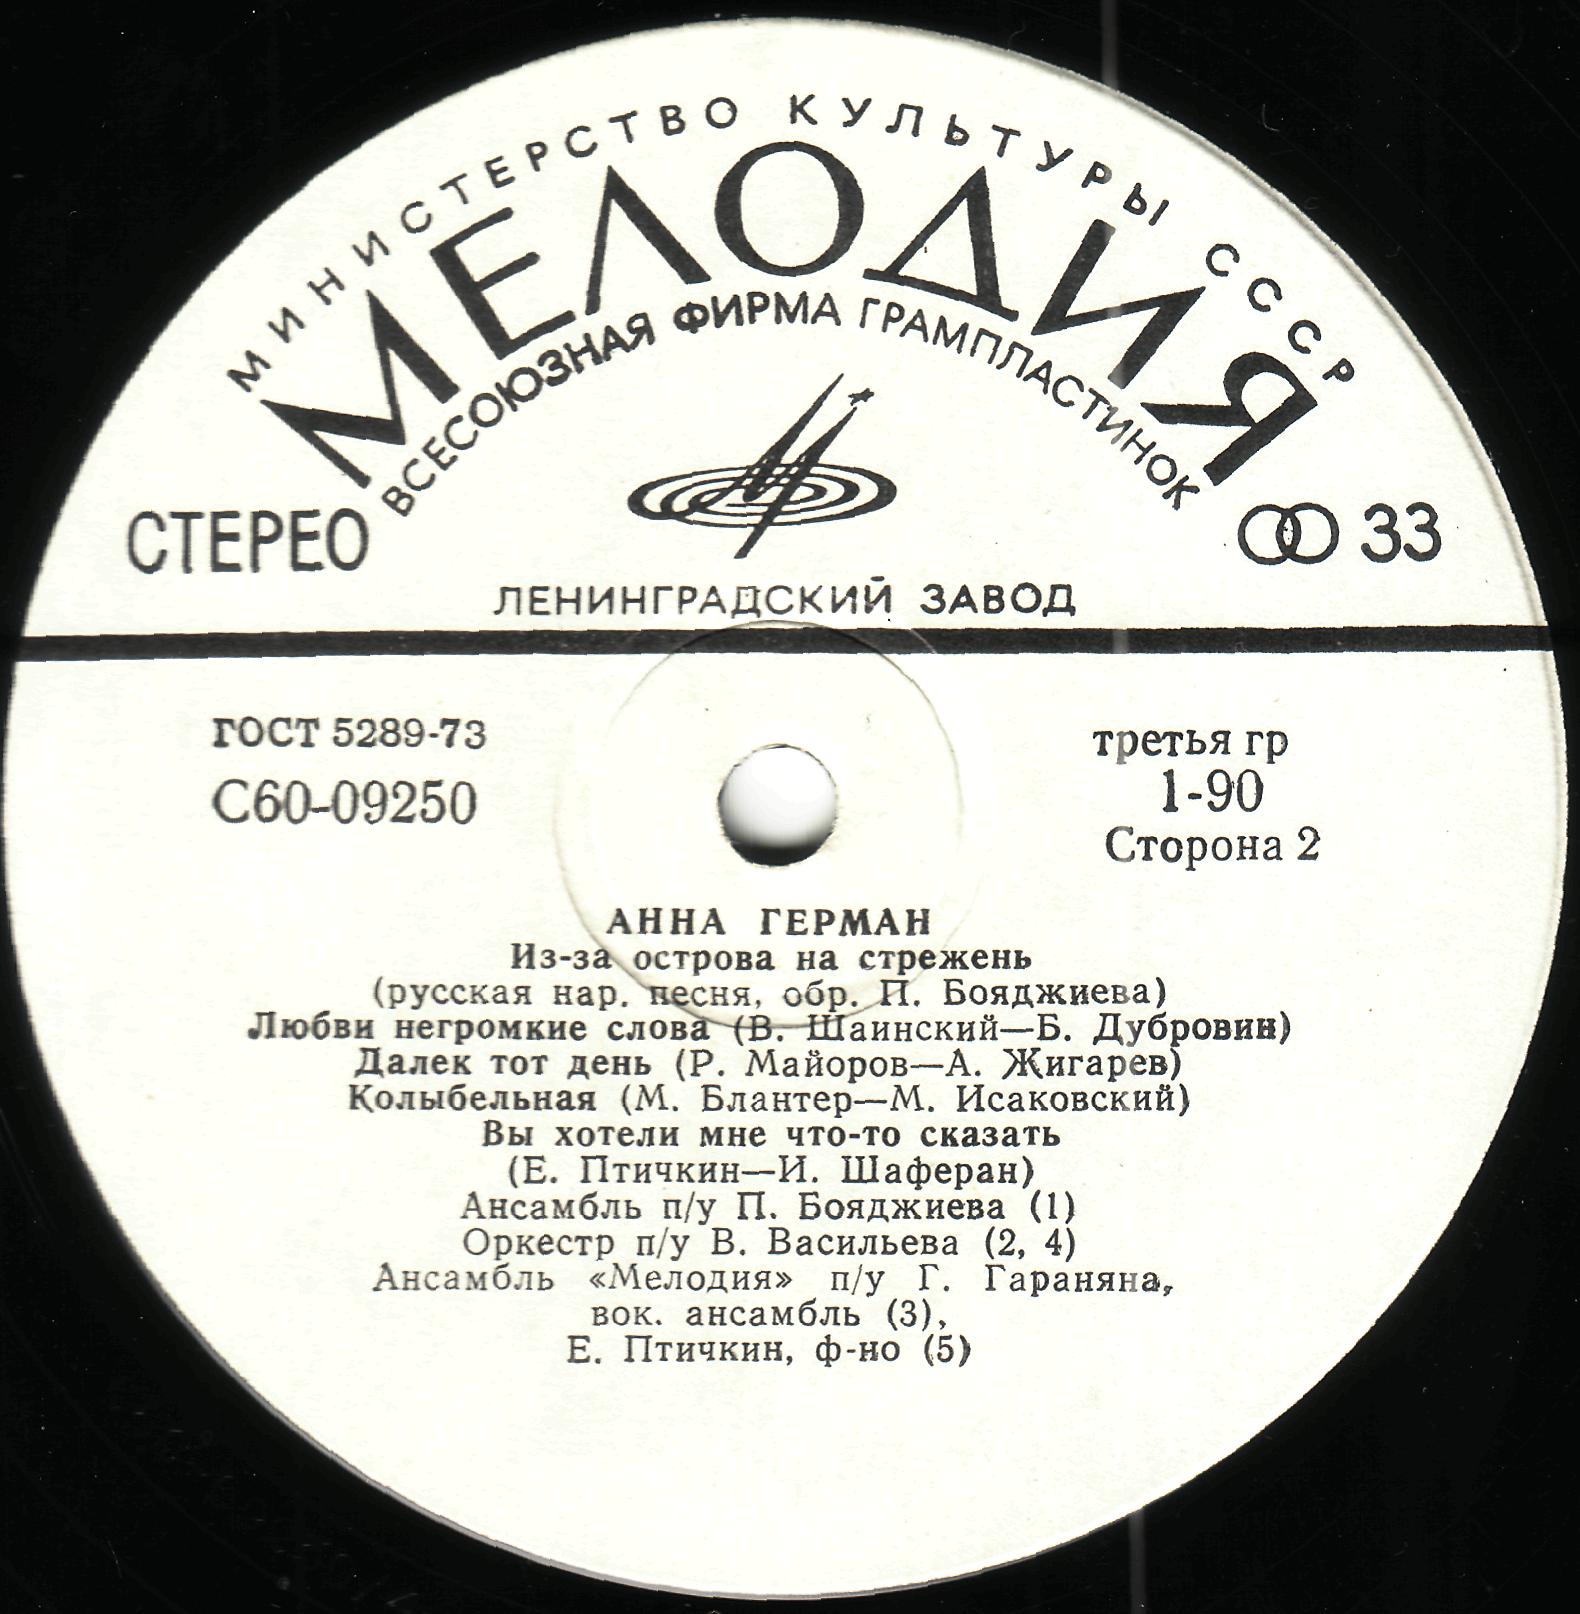 МИНИСТЕРСТВО КУЛЬТУРЫ СССР
МЕЛОДИЯ
ВСЕСОЮЗНАЯ ФИРМА ГРАМПЛАСТИНОК
СТЕРЕО
33
ЛЕНИНГРАДСКИЙ ЗАВОД
ГОСТ 5289-73
С60-09250
третья гр
1-90
Сторона 2
АННА ГЕРМАН
Из-за острова на стрежень
(русская нар. песня, обр. П. Бояджиева)
Любви негромкие слова (В. Шаинский—Б. Дубровин)
Далек тот день (Р. Майоров—А. Жигарев)
Колыбельная (М. Блантер—М. Исаковский)
Вы хотели мне что-то сказать
(Е. Птичкин—И. Шаферан)
Ансамбль п/у П. Бояджиева (1)
Оркестр п/у В. Васильева (2, 4)
Ансамбль «Мелодия» п/у Г. Гараняна,
вок. ансамбль (3),
Е. Птичкин, ф-но (5)